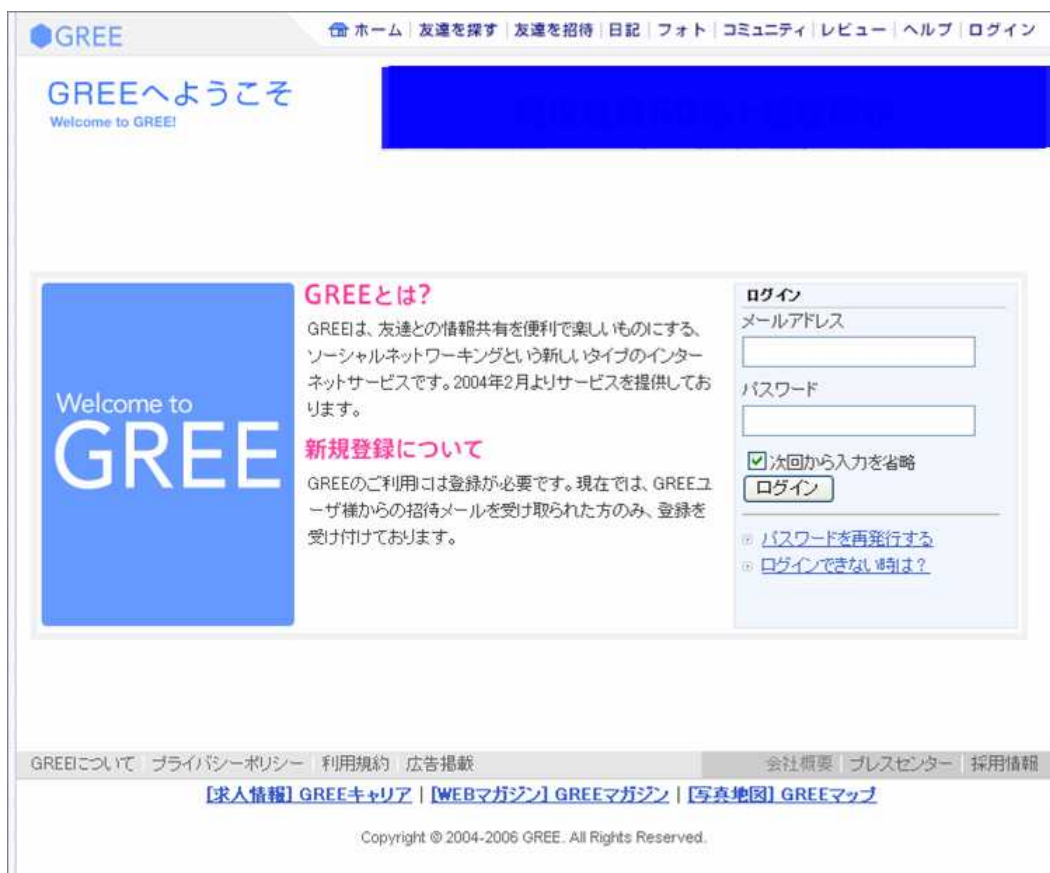 GREE
ホーム 友達を探す 友達を招待 日記 フォト コミュニティ レビュー ヘルプ ログイン
GREEへようこそ
Welcome to GREE!
Welcome to
GREE
GREEとは?
GREEは、友達との情報共有を便利で楽しいものにする、
ソーシャルネットワーキングという新しいタイプのインター
ネットサービスです。2004年2月よりサービスを提供してお
ります。
新規登録について
GREEのご利用には登録が必要です。現在では、GREEユ
ーザ様からの招待メールを受け取られた方のみ、登録を
受け付けております。
ログイン
メールアドレス
パスワード
次回から入力を省略
ログイン
パスワードを再発行する
ログインできない時は?
GREEについて プライバシーポリシー 利用規約 広告掲載 会社概要 プレスセンター 採用情報
[求人情報] GREEキャリア | [WEBマガジン] GREEマガジン | [写真地図] GREEマップ
Copyright © 2004-2006 GREE. All Rights Reserved.